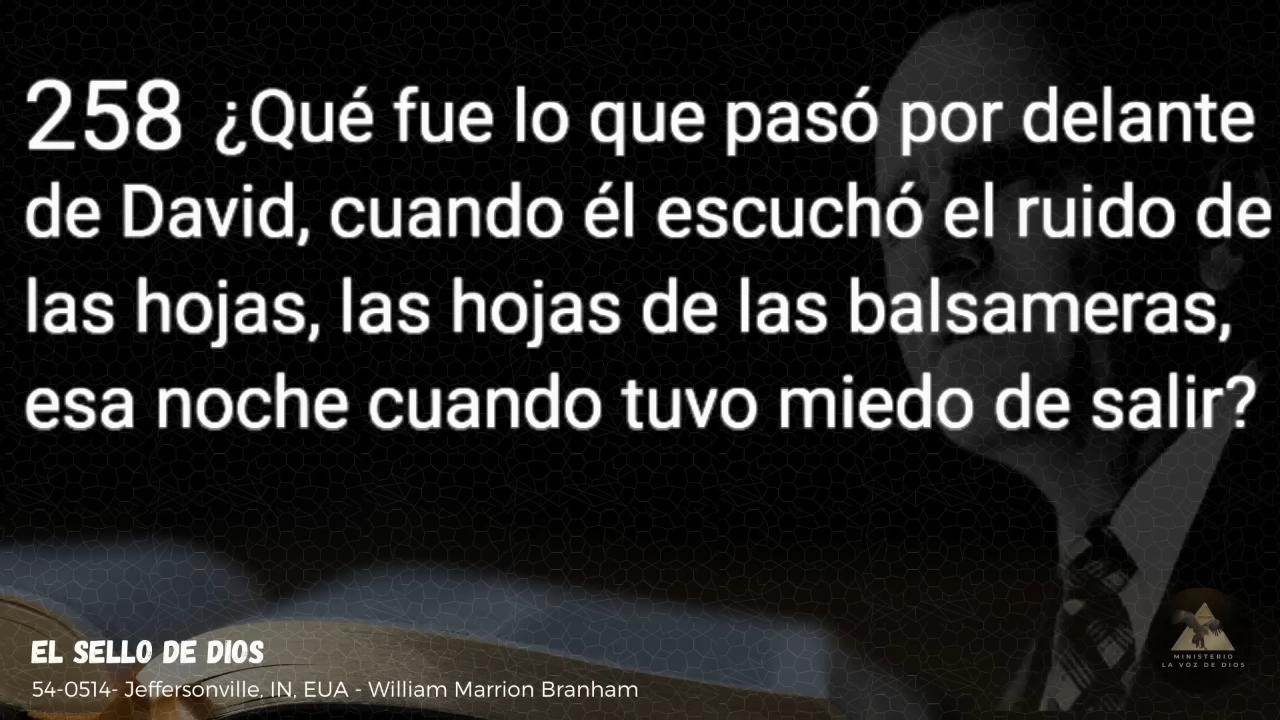 258 ¿Qué fue lo que pasó por delante
de David, cuando él escuchó el ruido de
las hojas, las hojas de las balsameras,
esa noche cuando tuvo miedo de salir?
EL SELLO DE DIOS
54-0514- Jeffersonville, IN, EUA - William Marrion Branham
MINISTERIO
LA VOZ DE DIOS